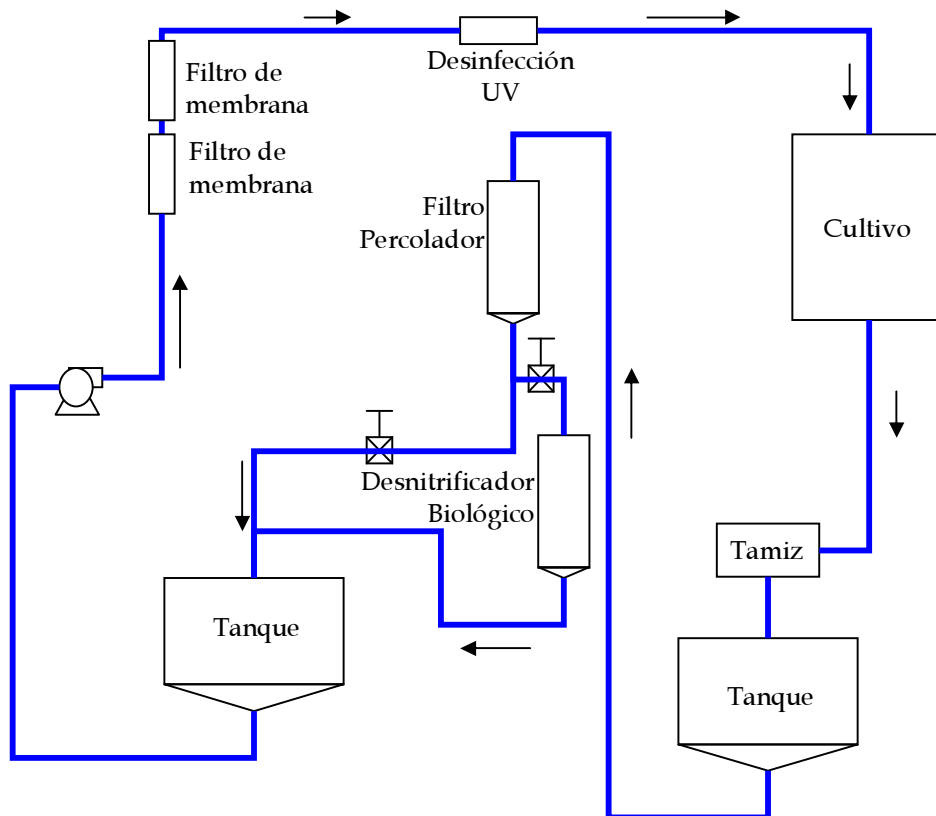 Desinfección
UV
Filtro de
membrana
Filtro de
membrana
Filtro
Percolador
Cultivo
Desnitrificador
Biológico
Tamiz
Tanque
Tanque